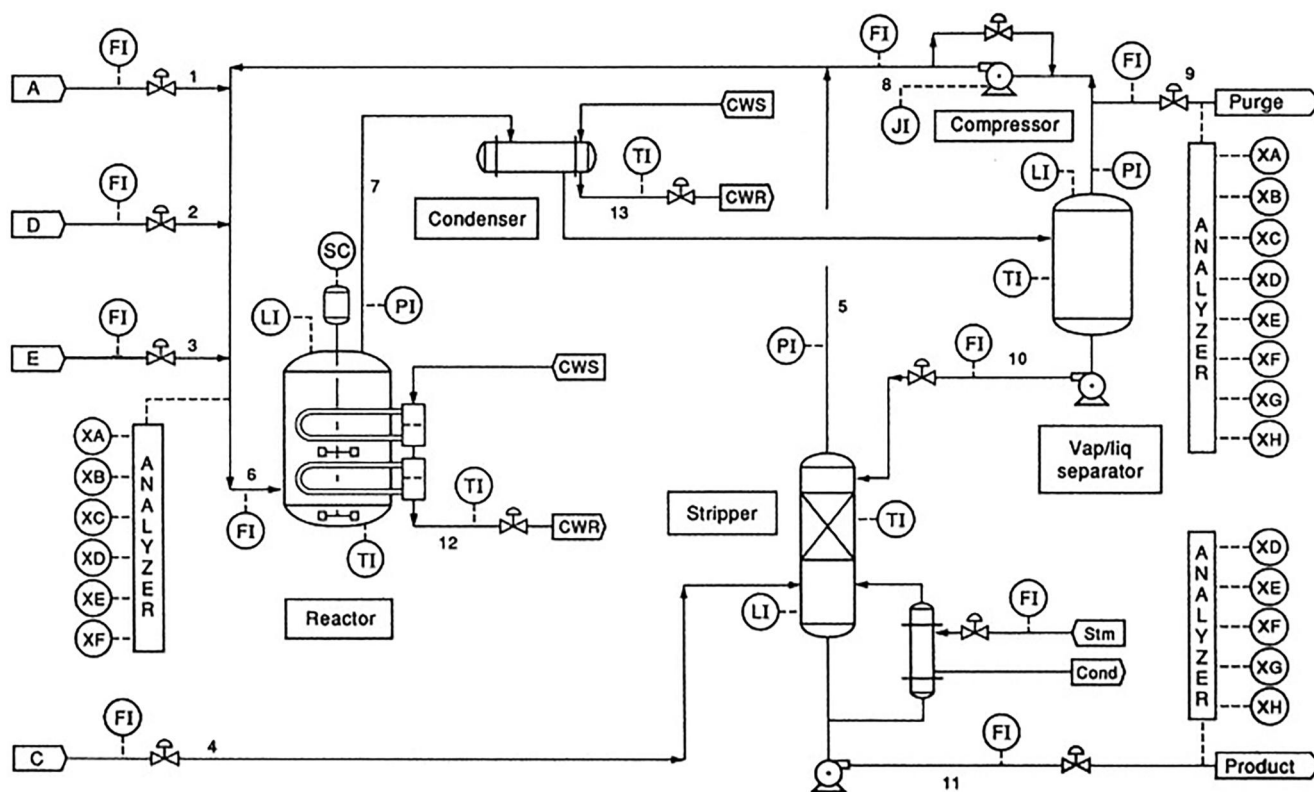 FI
FI
FI
A
1
8
9
Purge
CWS
JI
Compressor
XA
TI
LI
PI
7
FI
XB
13
CWR
D
2
Condenser
XC
SC
XD
TI
ANALYZER
LI
PI
5
XE
FI
E
3
PI
FI
10
XF
CWS
XG
XA
XH
ANALYZER
Vap/liq
separator
XB
6
TI
XC
FI
Stripper
TI
12
CWR
XD
XD
TI
XE
XE
ANALYZER
LI
FI
XF
XF
Reactor
Stm
XG
Cond
XH
FI
FI
C
4
11
Product